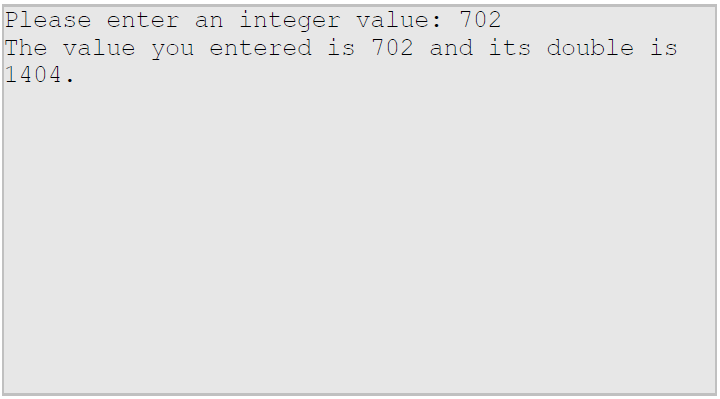 Please enter an integer value: 702
The value you entered is 702 and its double is
1404.